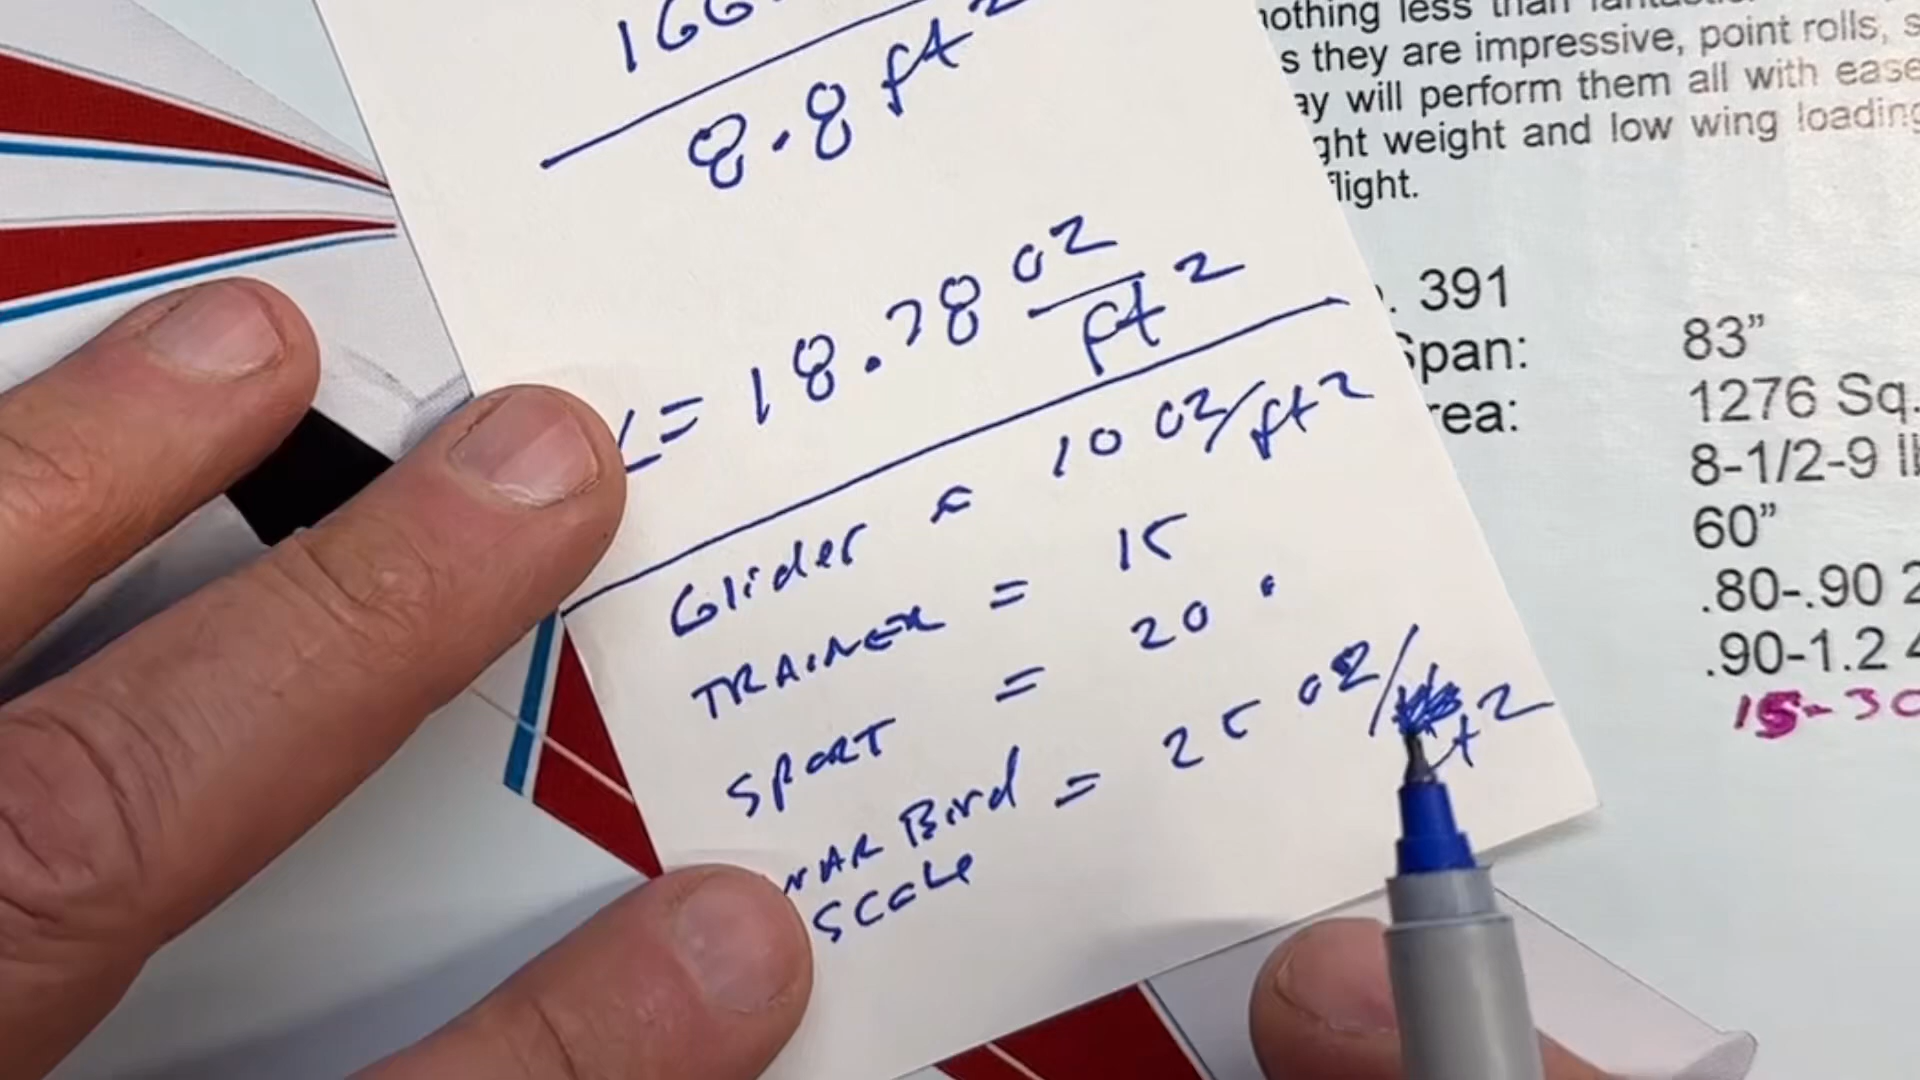 166
8.8 ft2
L= 18.78 oz/ft2
Glider = 10 oz/ft2
TRAINER = 15
SPORT = 20
WAR Bird = 25 oz/ft2
SCALE
nothing less than
s they are impressive, point rolls, s
ay will perform them all with ease
ght weight and low wing loading
flight.
. 391
Span: 83”
rea: 1276 Sq.
8-1/2-9 lb
60”
.80-.90 2
.90-1.2 4
15-30